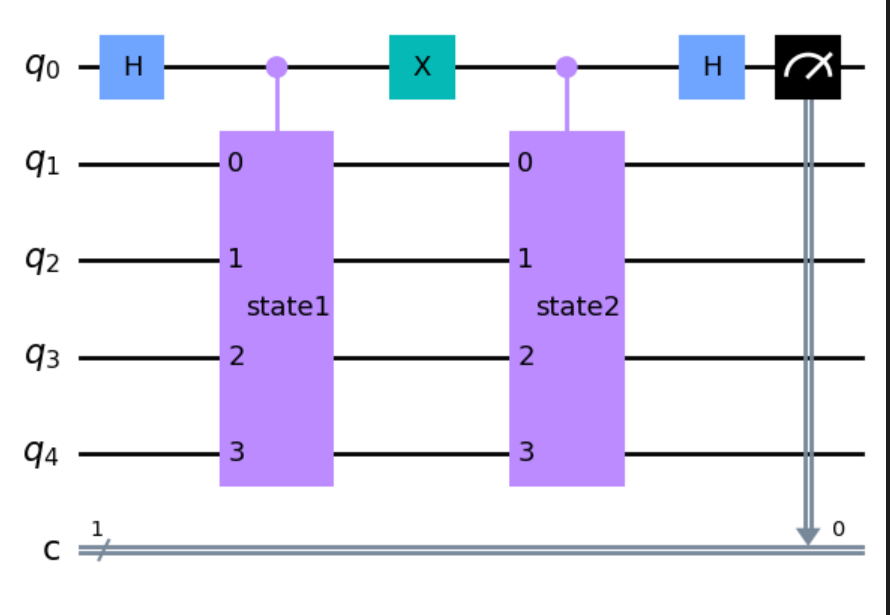 q0 H X H
q1 0 0
q2 1 1
state1 state2
q3 2 2
q4 3 3
1 0
c